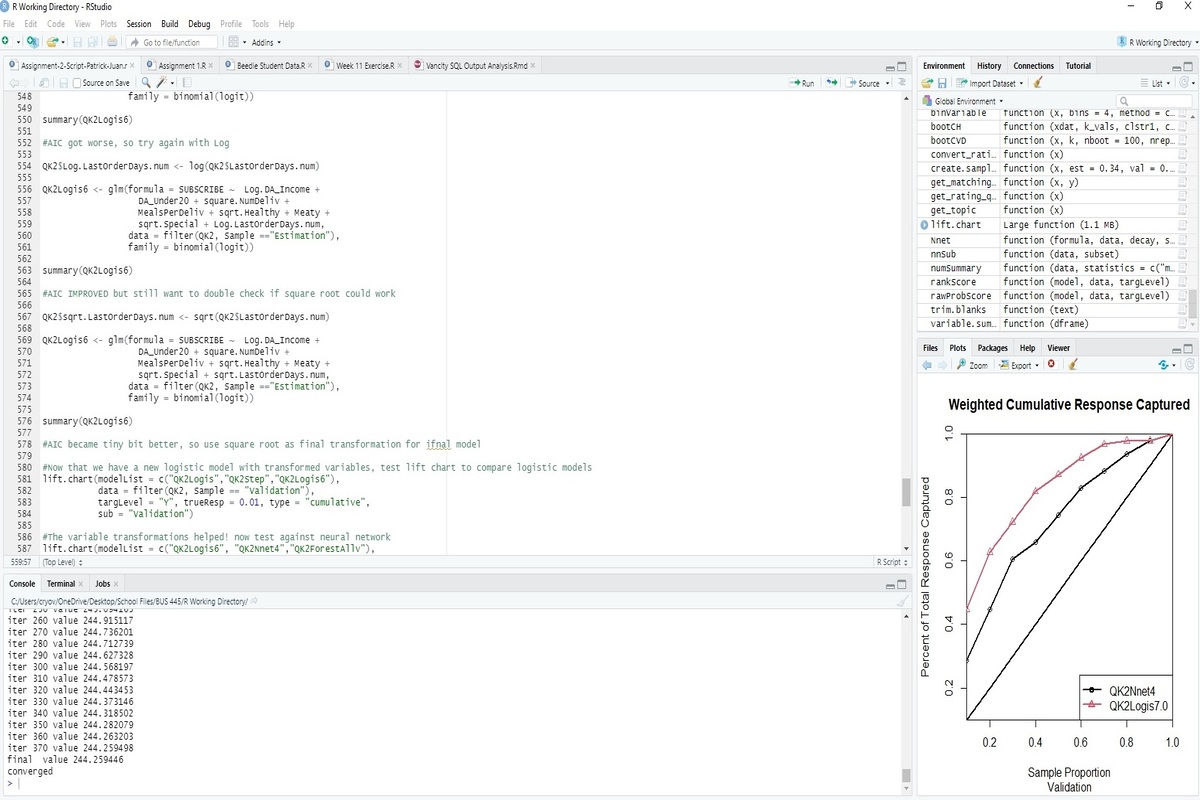 R Working Directory - RStudio
File Edit Code View Plots Session Build Debug Profile Tools Help
Go to file/function Addins R Working Directory
Assignment-2-Script-Patrick-Juan.r Assignment 1.R Beedie Student Data.R Week 11 Exercise.R Vancity SQL Output Analysis.Rmd
Source on Save Run Source
548 family = binomial(logit))
549
550 summary(QK2Logis6)
551
552 #AIC got worse, so try again with Log
553
554 QK2$Log.LastOrderDays.num <- log(QK2$LastOrderDays.num)
555
556 QK2Logis6 <- glm(formula = SUBSCRIBE ~ Log.DA_Income +
557 DA_Under20 + square.NumDeliv +
558 MealsPerDeliv + sqrt.Healthy + Meaty +
559 sqrt.Special + Log.LastOrderDays.num,
560 data = filter(QK2, Sample =="Estimation"),
561 family = binomial(logit))
562
563 summary(QK2Logis6)
564
565 #AIC IMPROVED but still want to double check if square root could work
566
567 QK2$sqrt.LastOrderDays.num <- sqrt(QK2$LastOrderDays.num)
568
569 QK2Logis6 <- glm(formula = SUBSCRIBE ~ Log.DA_Income +
570 DA_Under20 + square.NumDeliv +
571 MealsPerDeliv + sqrt.Healthy + Meaty +
572 sqrt.Special + sqrt.LastOrderDays.num,
573 data = filter(QK2, Sample =="Estimation"),
574 family = binomial(logit))
575
576 summary(QK2Logis6)
577
578 #AIC became tiny bit better, so use square root as final transformation for ifnal model
579
580 #Now that we have a new logistic model with transformed variables, test lift chart to compare logistic models
581 lift.chart(modelList = c("QK2Logis","QK2Step","QK2Logis6"),
582 data = filter(QK2, Sample == "Validation"),
583 targLevel = "Y", trueResp = 0.01, type = "cumulative",
584 sub = "Validation")
585
586 #The variable transformations helped! now test against neural network
587 lift.chart(modelList = c("QK2Logis6", "QK2Nnet4","QK2ForestAllv"),
559:57 (Top Level) R Script
Console Terminal Jobs
C:/Users/cryov/OneDrive/Desktop/School Files/BUS 445/R Working Directory/
iter 260 value 244.915117
iter 270 value 244.736201
iter 280 value 244.712739
iter 290 value 244.627328
iter 300 value 244.568197
iter 310 value 244.478573
iter 320 value 244.443453
iter 330 value 244.373146
iter 340 value 244.318502
iter 350 value 244.282079
iter 360 value 244.263203
iter 370 value 244.259498
final value 244.259446
converged
>
Environment History Connections Tutorial
Import Dataset List
Global Environment
binVariable function (x, bins = 4, method = c…
bootCH function (xdat, k_vals, clstr1, c…
bootCVD function (x, k, nboot = 100, nrep…
convert_rati… function (x)
create.sampl… function (x, est = 0.34, val = 0.…
get_matching… function (x, y)
get_rating_q… function (x)
get_topic function (x)
lift.chart Large function (1.1 MB)
Nnet function (formula, data, decay, s…
nnSub function (data, subset)
numSummary function (data, statistics = c("m…
rankScore function (model, data, targLevel)
rawProbScore function (model, data, targLevel)
trim.blanks function (text)
variable.sum… function (dframe)
Files Plots Packages Help Viewer
Zoom Export
Weighted Cumulative Response Captured
Percent of Total Response Captured
1.0
0.8
0.6
0.4
0.2
QK2Nnet4
QK2Logis7.0
0.2 0.4 0.6 0.8 1.0
Sample Proportion
Validation